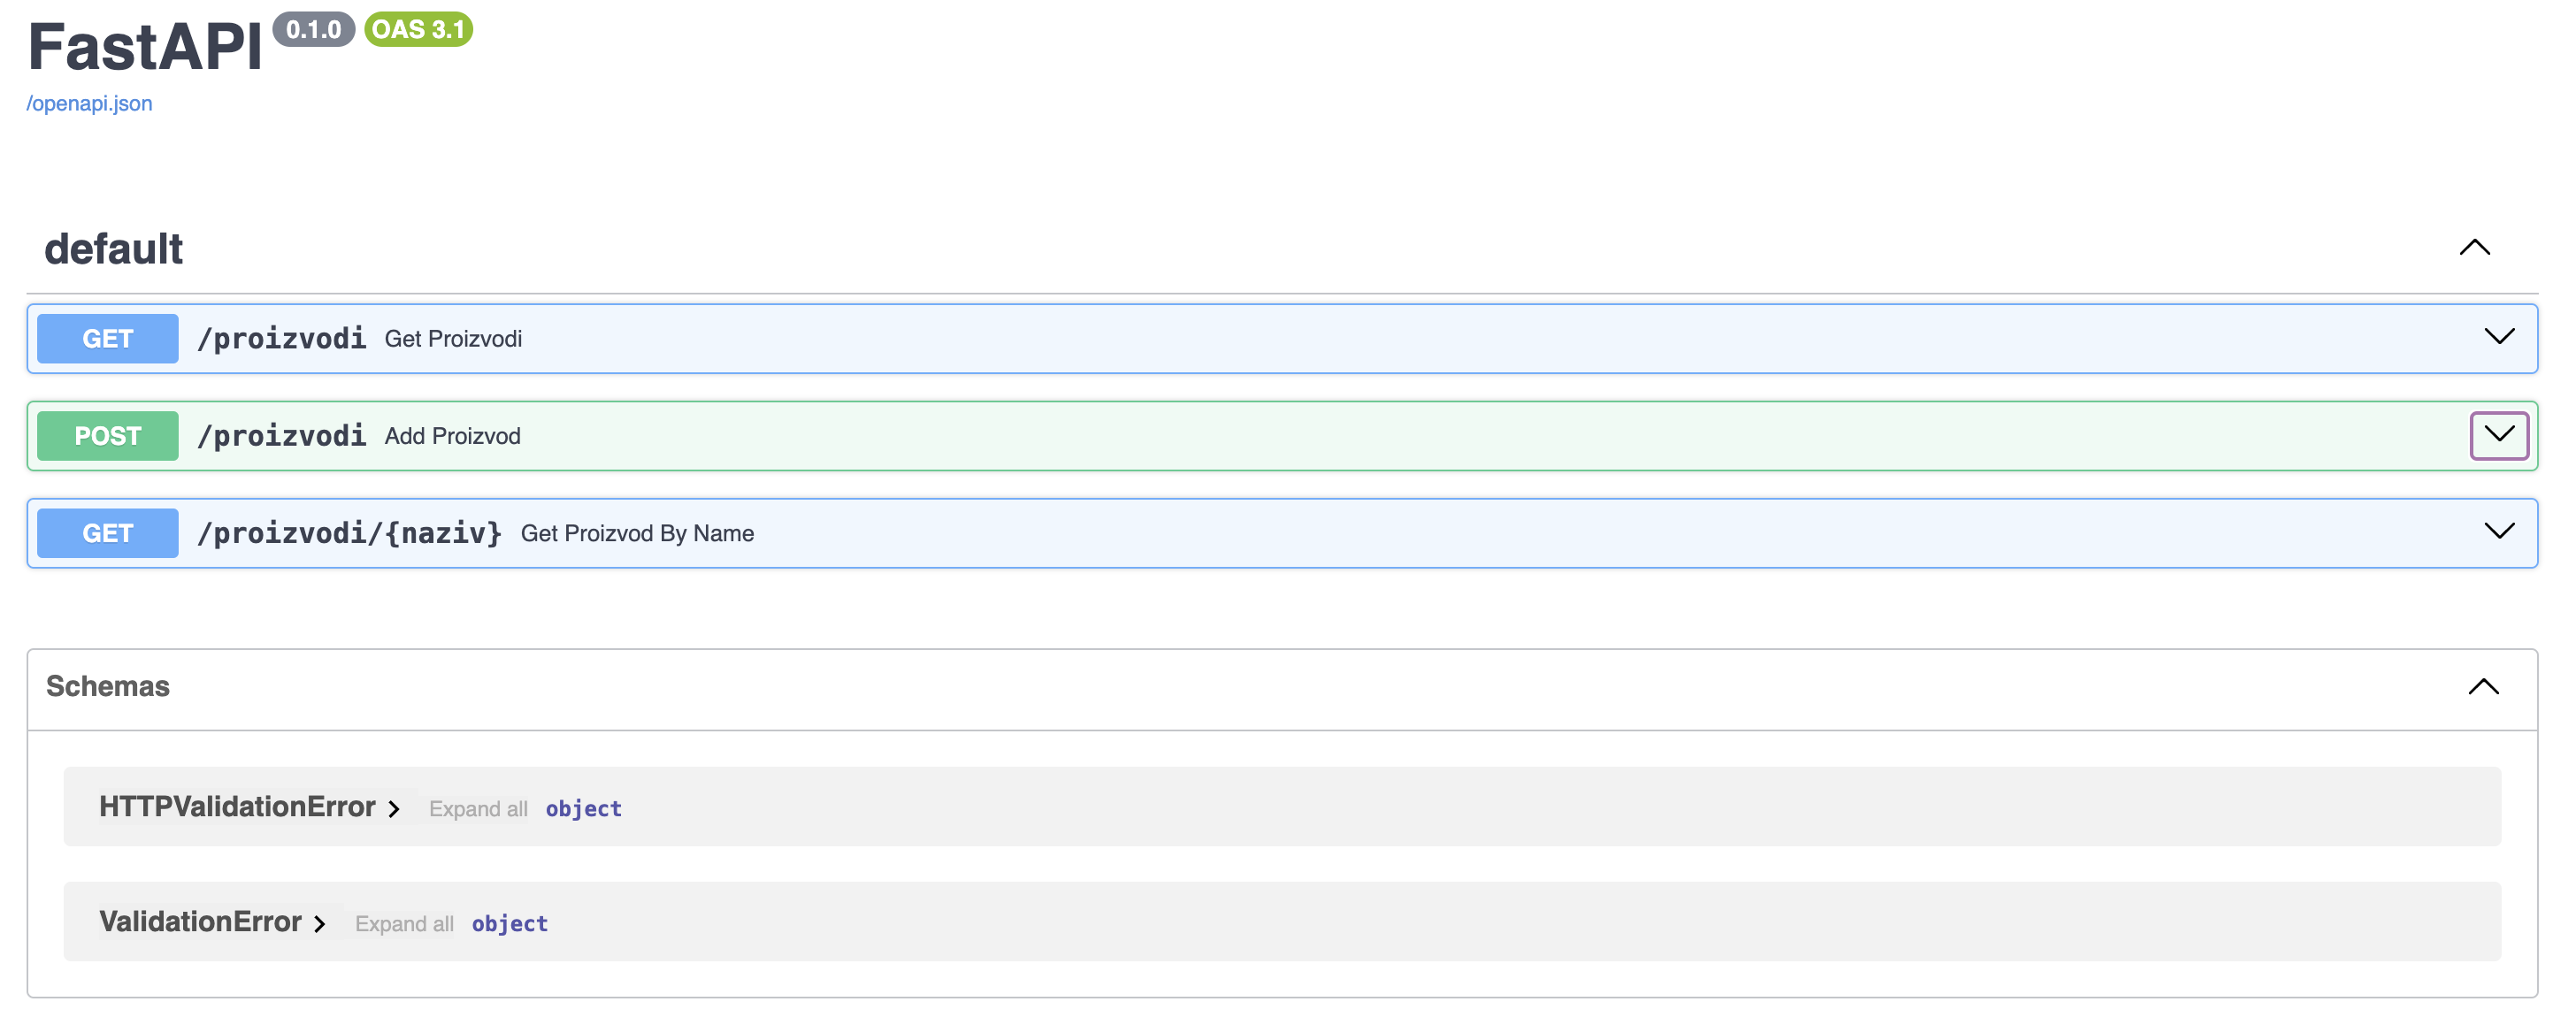 FastAPI 0.1.0 OAS 3.1
/openapi.json
default
GET /proizvodi Get Proizvodi
POST /proizvodi Add Proizvod
GET /proizvodi/{naziv} Get Proizvod By Name
Schemas
HTTPValidationError Expand all object
ValidationError Expand all object